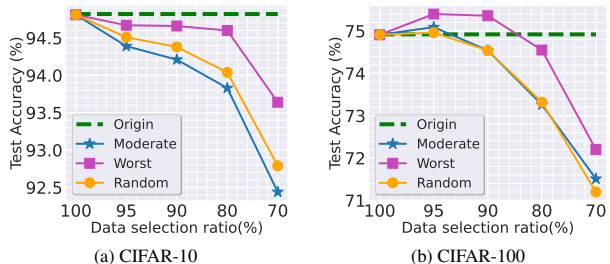 94.5
94.0
93.5
93.0
92.5
Test Accuracy (%)
Origin
Moderate
Worst
Random
100 95 90 80 70
Data selection ratio(%)
(a) CIFAR-10
75
74
73
72
71
Test Accuracy (%)
Origin
Moderate
Worst
Random
100 95 90 80 70
Data selection ratio(%)
(b) CIFAR-100